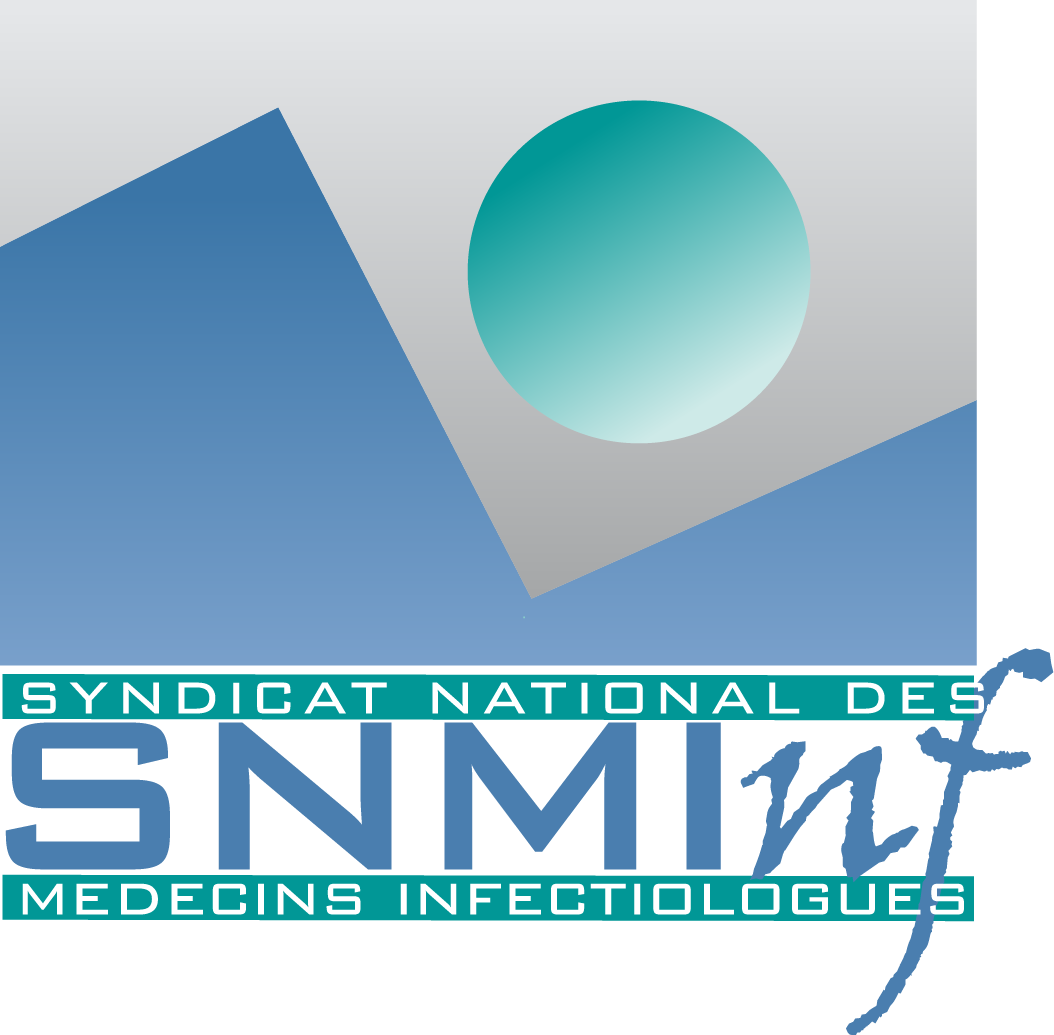 SYNDICAT NATIONAL DES
SNMInf
MEDECINS INFECTIOLOGUES